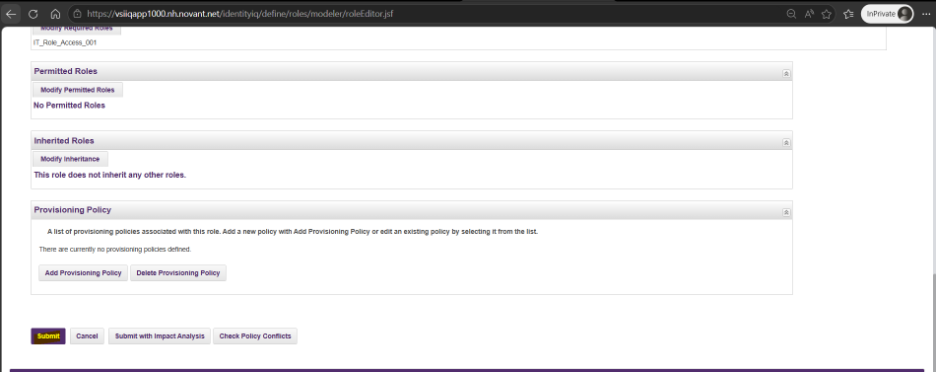 https://vsiiqapp1000.nh.novant.net/identityiq/define/roles/modeler/roleEditor.jsf
InPrivate
Modify Required Roles
IT_Role_Access_001
Permitted Roles
Modify Permitted Roles
No Permitted Roles
Inherited Roles
Modify Inheritance
This role does not inherit any other roles.
Provisioning Policy
A list of provisioning policies associated with this role. Add a new policy with Add Provisioning Policy or edit an existing policy by selecting it from the list.
There are currently no provisioning policies defined.
Add Provisioning Policy Delete Provisioning Policy
Submit Cancel Submit with Impact Analysis Check Policy Conflicts